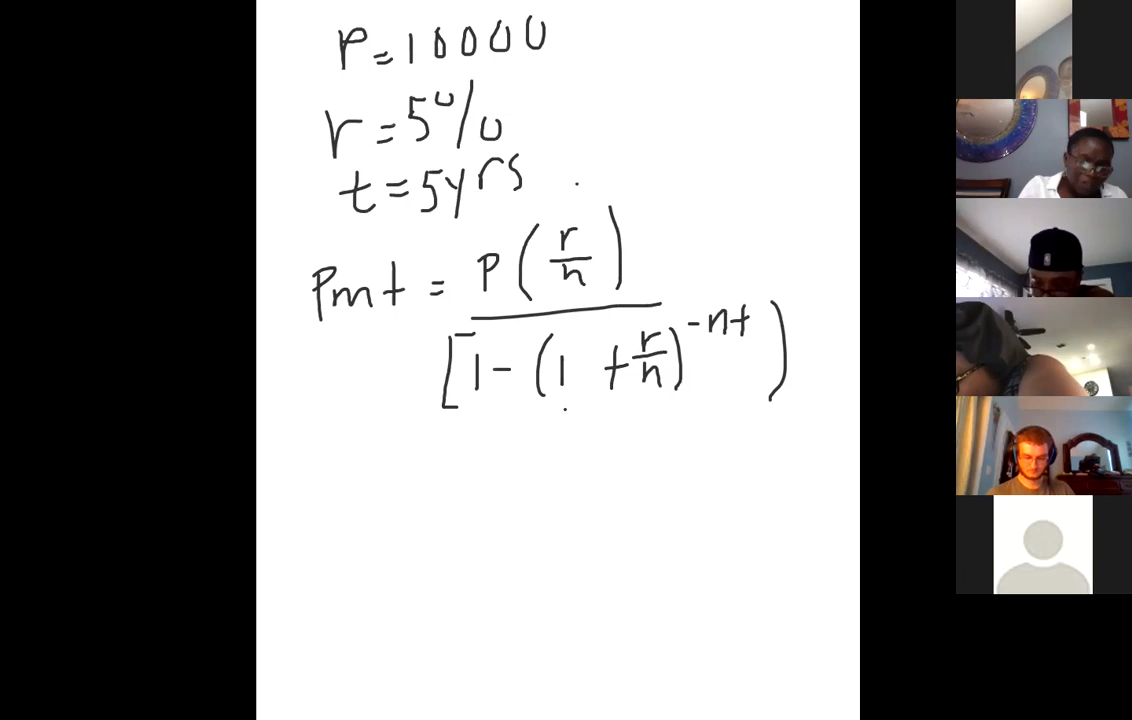 P = 10000
r = 5%
t = 5yrs
Pmt = P(r/n) / [1 - (1 + r/n)^-nt)